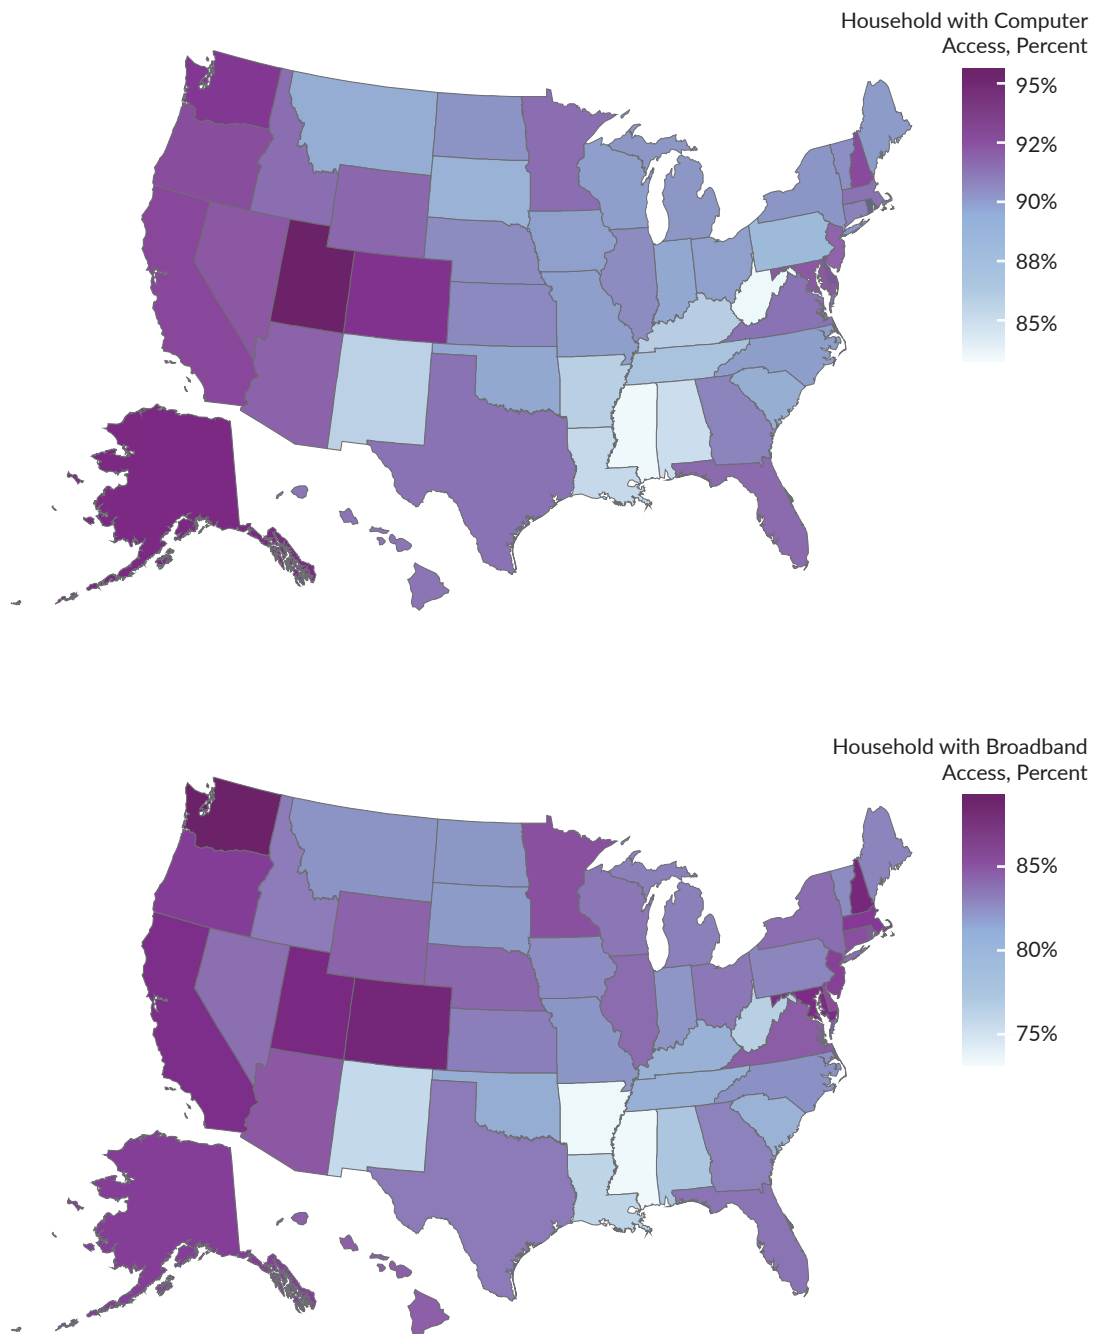 Household with Computer
Access, Percent
95%
92%
90%
88%
85%
Household with Broadband
Access, Percent
85%
80%
75%